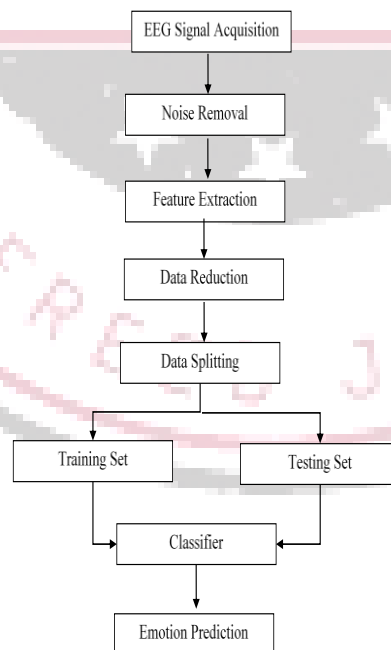 EEG Signal Acquisition
Noise Removal
Feature Extraction
Data Reduction
Data Splitting
Training Set
Testing Set
Classifier
Emotion Prediction